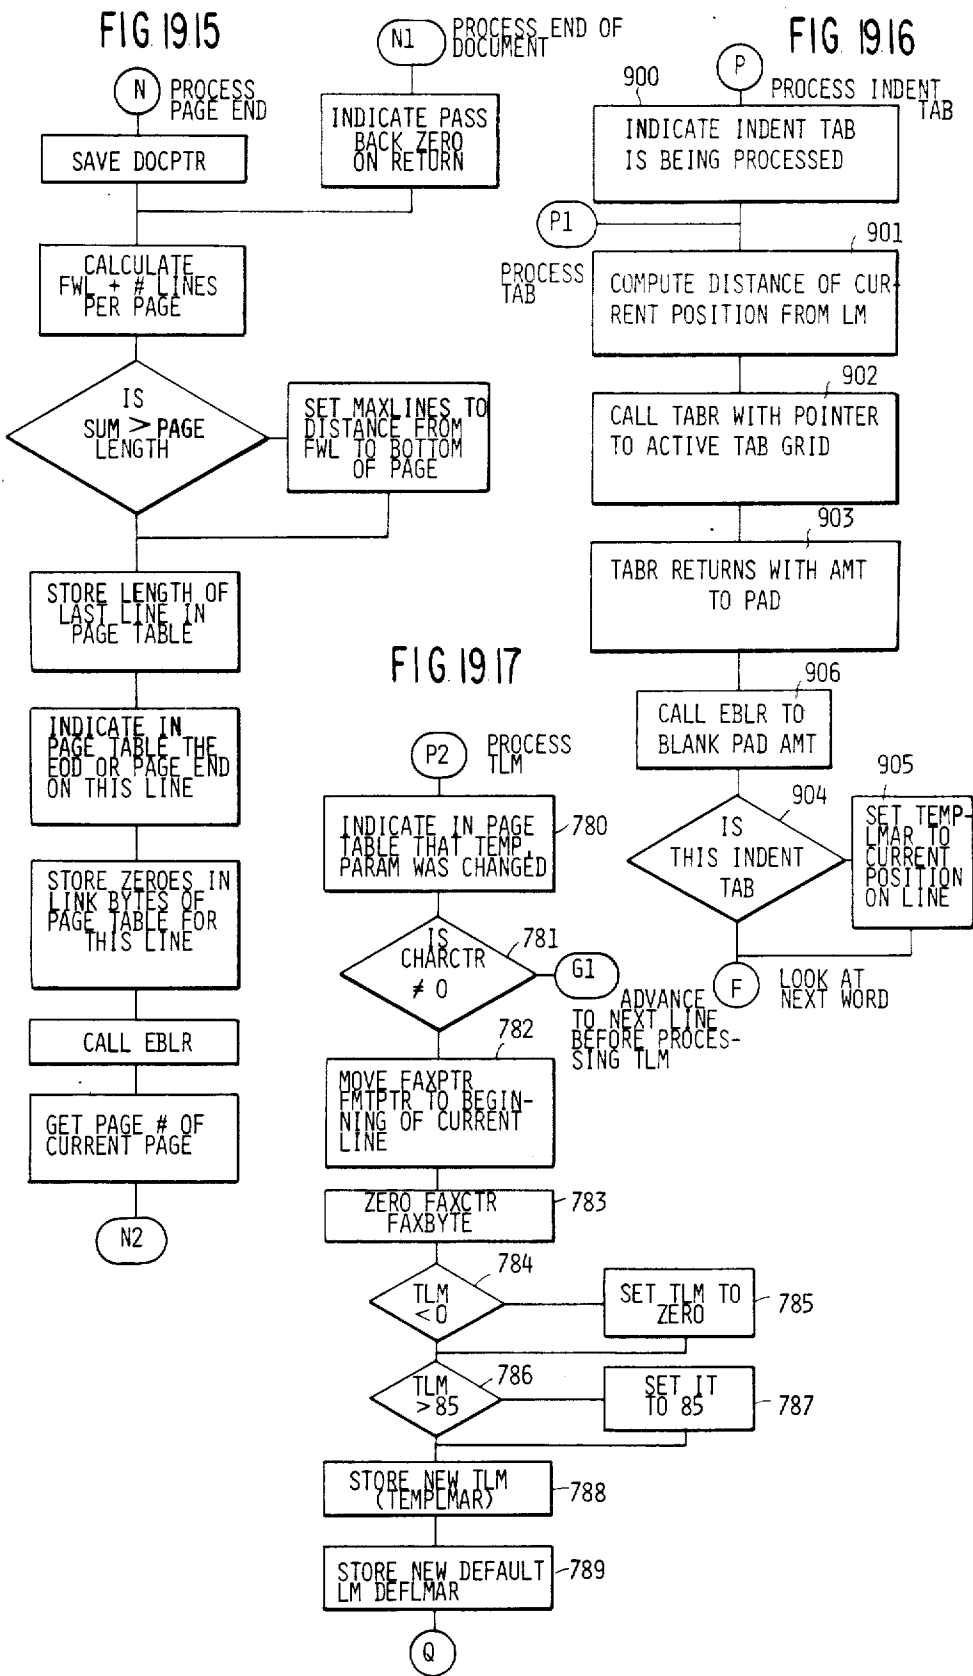 FIG 19.15
N
PROCESS
PAGE END
SAVE DOCPTR
N1
PROCESS END OF
DOCUMENT
INDICATE PASS
BACK ZERO
ON RETURN
CALCULATE
FWL + # LINES
PER PAGE
IS
SUM > PAGE
LENGTH
SET MAXLINES TO
DISTANCE FROM
FWL TO BOTTOM
OF PAGE
STORE LENGTH OF
LAST LINE IN
PAGE TABLE
INDICATE IN
PAGE TABLE THE
EOD OR PAGE END
ON THIS LINE
STORE ZEROES IN
LINK BYTES OF
PAGE TABLE FOR
THIS LINE
CALL EBLR
GET PAGE # OF
CURRENT PAGE
N2
FIG 19.16
P
PROCESS INDENT
TAB
900
INDICATE INDENT TAB
IS BEING PROCESSED
P1
PROCESS
TAB
901
COMPUTE DISTANCE OF CUR-
RENT POSITION FROM LM
902
CALL TABR WITH POINTER
TO ACTIVE TAB GRID
903
TABR RETURNS WITH AMT
TO PAD
906
CALL EBLR TO
BLANK PAD AMT
904
IS
THIS INDENT
TAB
905
SET TEMP-
LMAR TO
CURRENT
POSITION
ON LINE
F
LOOK AT
NEXT WORD
FIG 19.17
P2
PROCESS
TLM
INDICATE IN PAGE
TABLE THAT TEMP.
PARAM WAS CHANGED
780
IS
CHARCTR
≠ 0
781
G1
ADVANCE
TO NEXT LINE
BEFORE PROCES-
SING TLM
782
MOVE FAXPTR
FMTPTR TO BEGIN-
NING OF CURRENT
LINE
ZERO FAXCTR
FAXBYTE
783
TLM
< 0
784
SET TLM TO
ZERO
785
TLM
> 85
786
SET IT
TO 85
787
STORE NEW TLM
(TEMPLMAR)
788
STORE NEW DEFAULT
LM DEFLMAR
789
Q